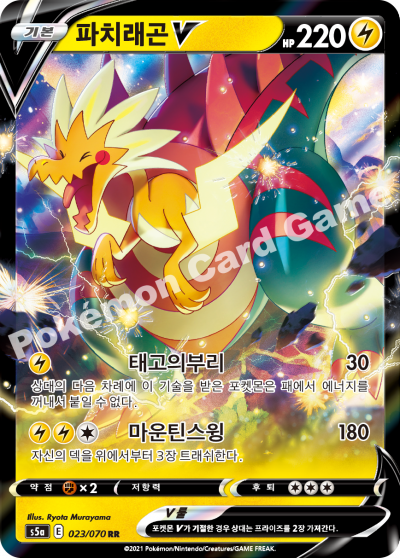 기본 파치래곤V HP 220
Pokémon Card Game
태고의부리 30
상대의 다음 차례에 이 기술을 받은 포켓몬은 패에서 에너지를
꺼내서 붙일 수 없다.
마운틴스윙 180
자신의 덱을 위에서부터 3장 트래쉬한다.
약점 ×2 저항력 후퇴
Illus. Ryota Murayama
V룰
s5a E 023/070 RR
포켓몬 V가 기절한 경우 상대는 프라이즈를 2장 가져간다.
©2021 Pokémon/Nintendo/Creatures/GAME FREAK.